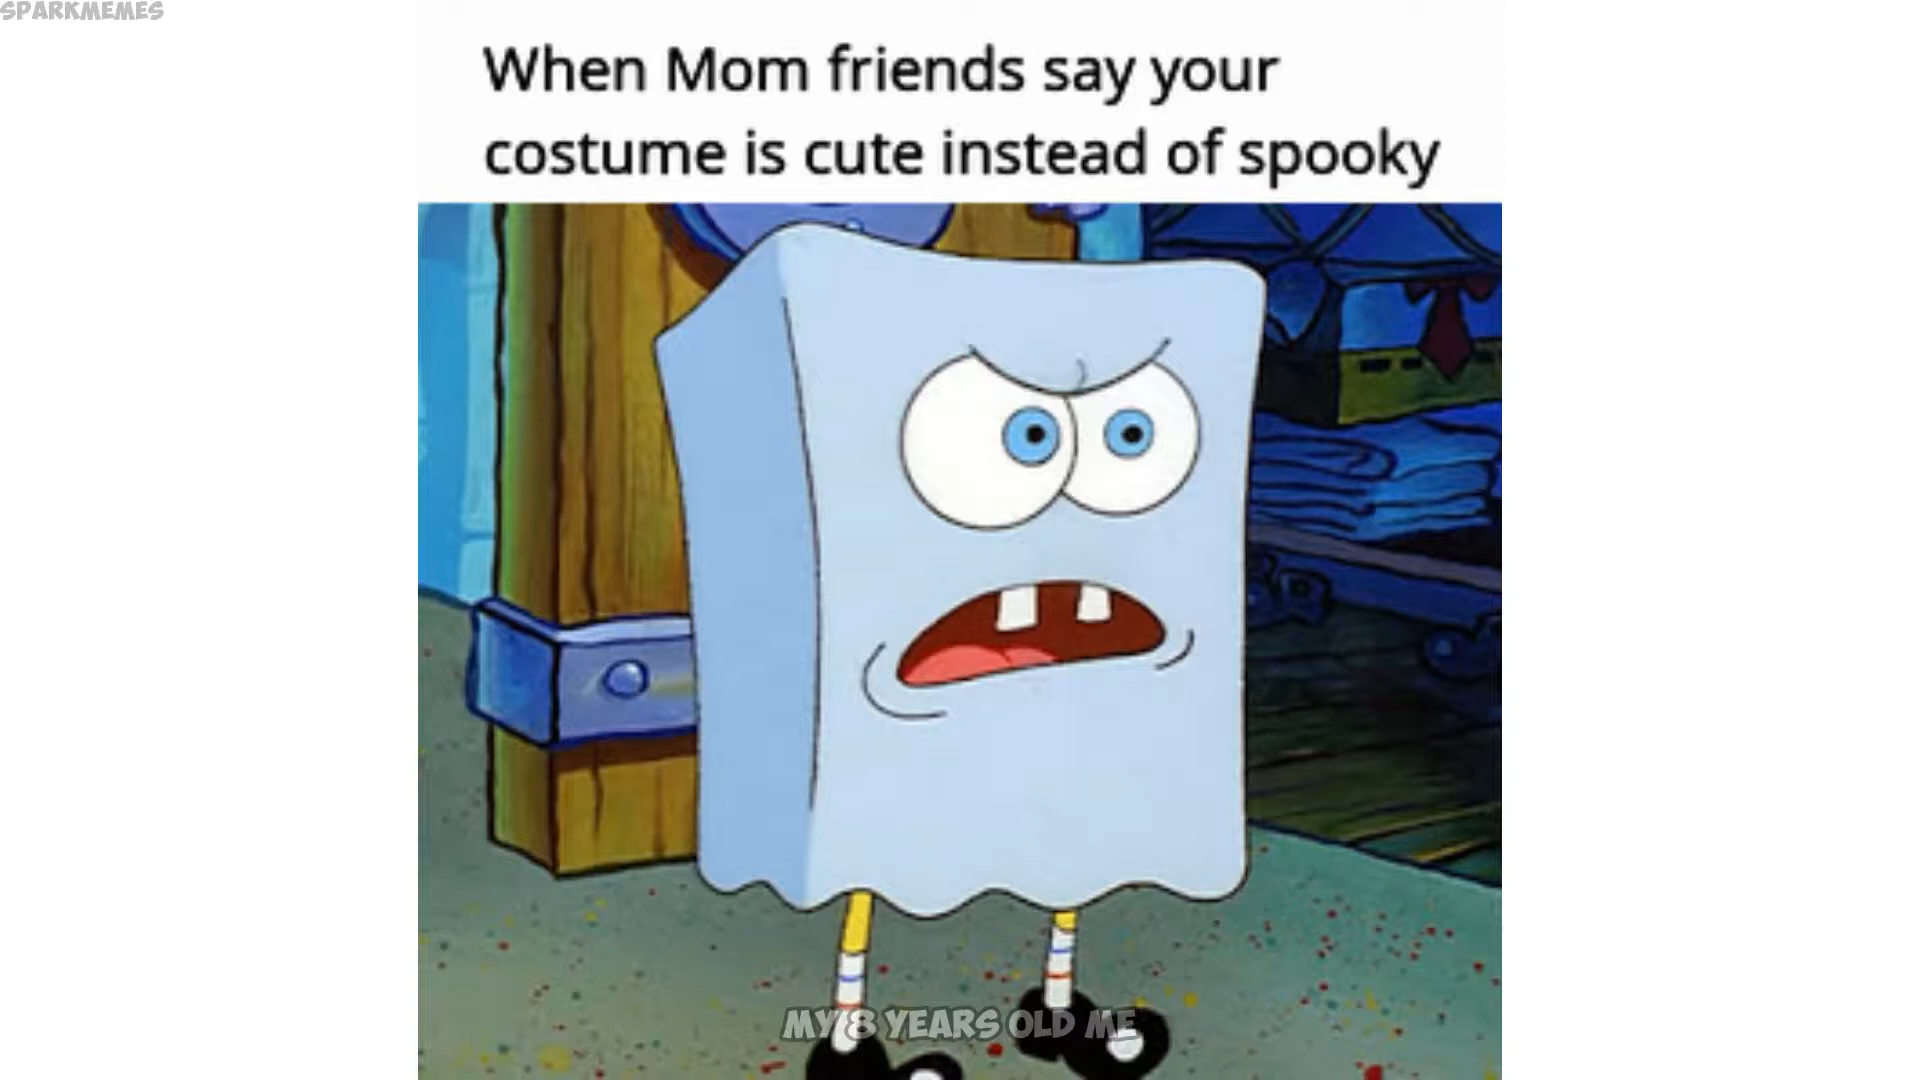 SPARKMEMES
When Mom friends say your
costume is cute instead of spooky
MY 8 YEARS OLD ME